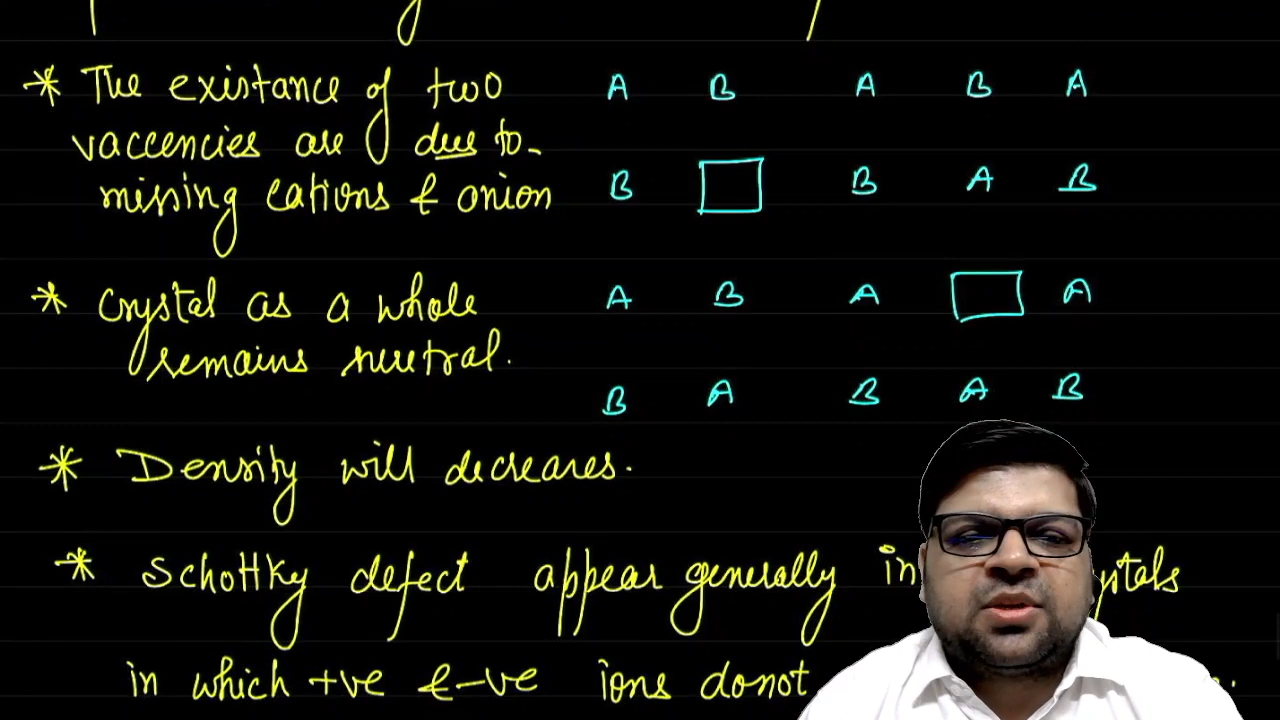 * The existance of two
vaccencies are due to
missing cations & anion
* Crystal as a whole
remains neutral.
* Density will decreares.
* Schottky defect appear generally in
in which +ve & -ve ions donot
A B A B A
B B A B
A B A A
B A B A B